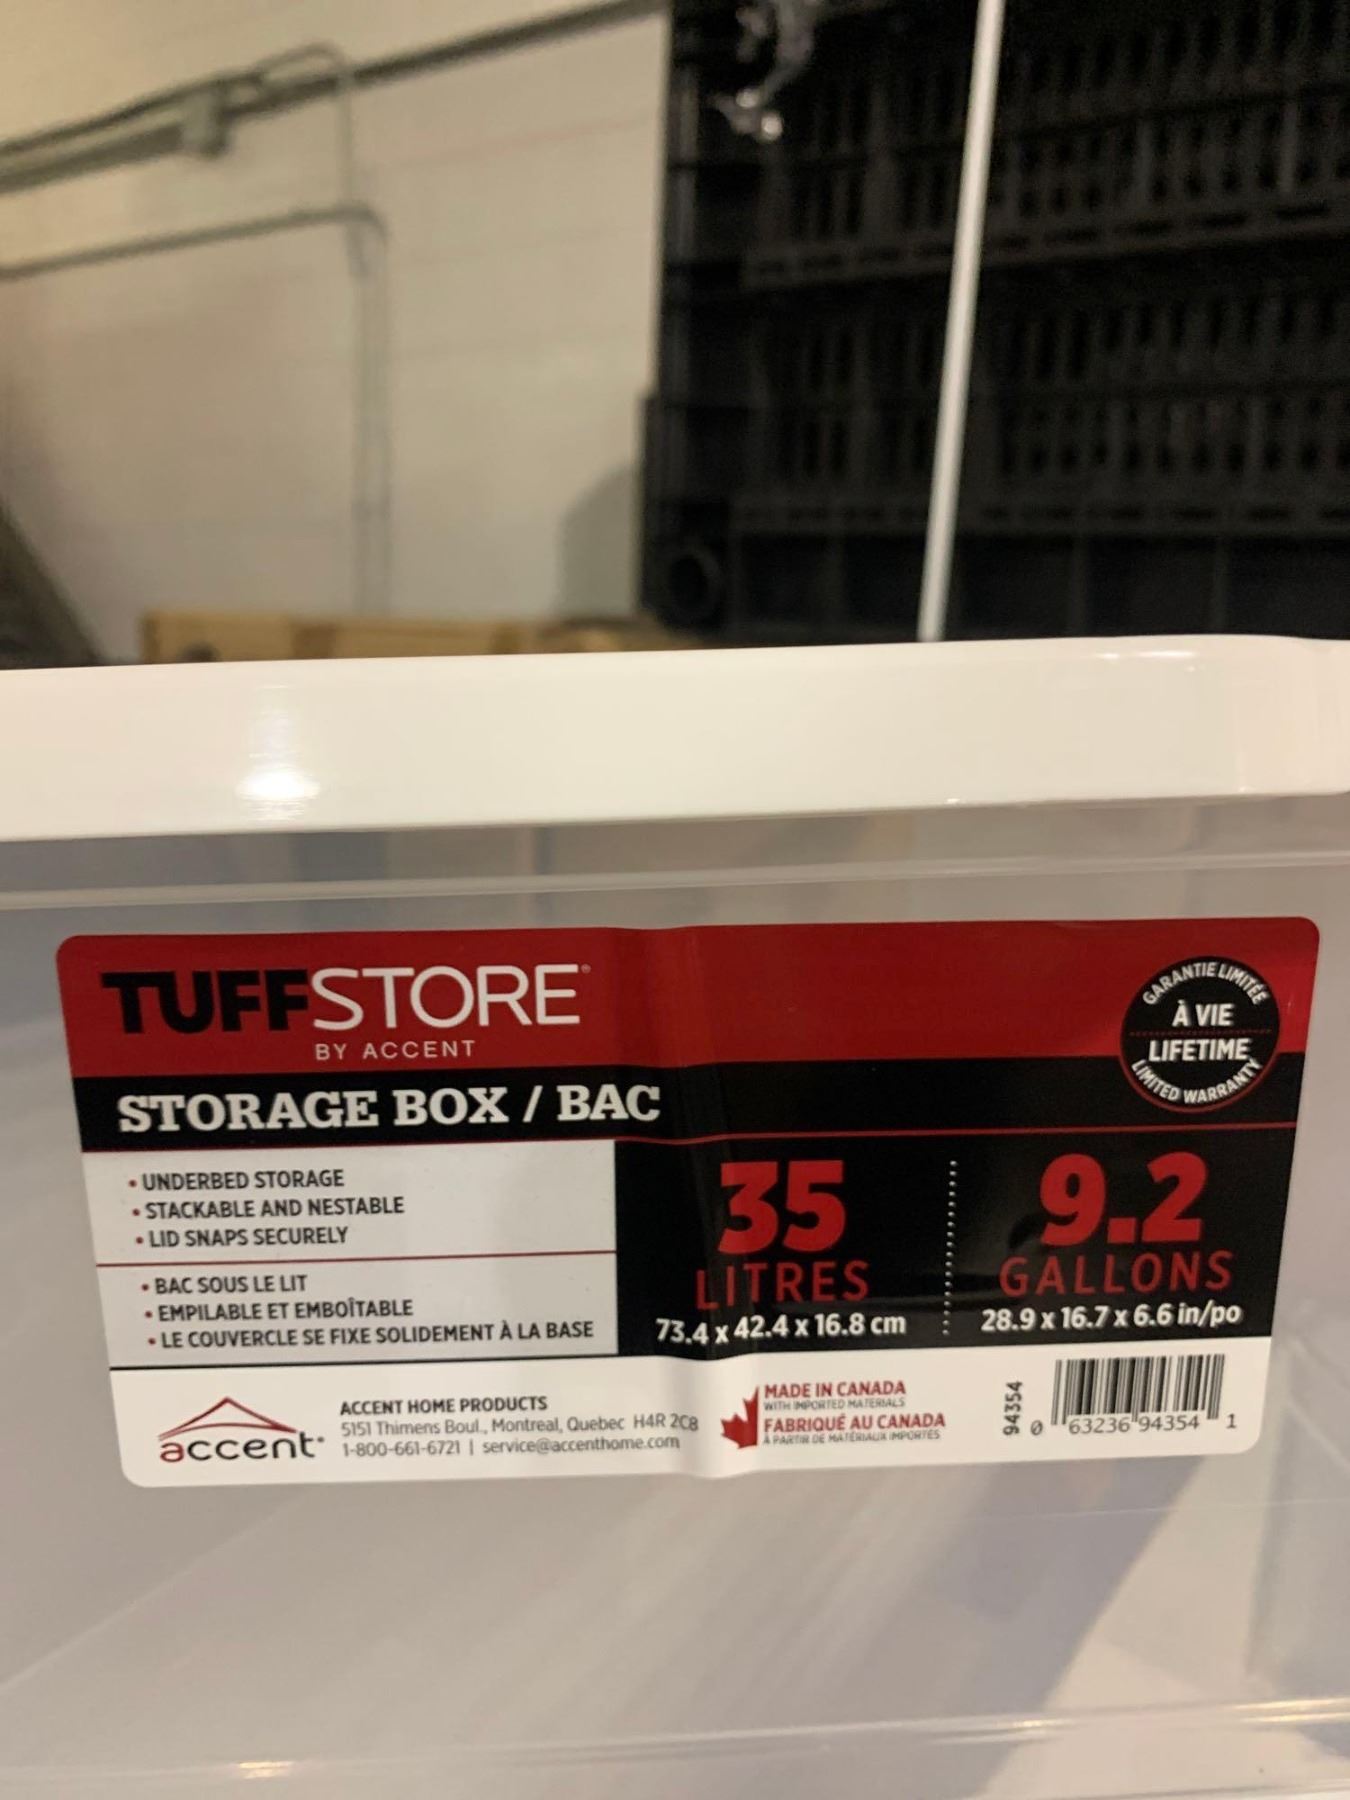 TUFFSTORE®
BY ACCENT
GARANTIE LIMITÉE
À VIE
LIFETIME
LIMITED WARRANTY
STORAGE BOX / BAC
• UNDERBED STORAGE
• STACKABLE AND NESTABLE
• LID SNAPS SECURELY
• BAC SOUS LE LIT
• EMPILABLE ET EMBOÎTABLE
• LE COUVERCLE SE FIXE SOLIDEMENT À LA BASE
35
LITRES
73.4 x 42.4 x 16.8 cm
9.2
GALLONS
28.9 x 16.7 x 6.6 in/po
accent
ACCENT HOME PRODUCTS
5151 Thimens Boul., Montreal, Quebec H4R 2C8
1-800-661-6721 | service@accenthome.com
MADE IN CANADA
WITH IMPORTED MATERIALS
FABRIQUÉ AU CANADA
À PARTIR DE MATÉRIAUX IMPORTÉS
94354
0 63236 94354 1